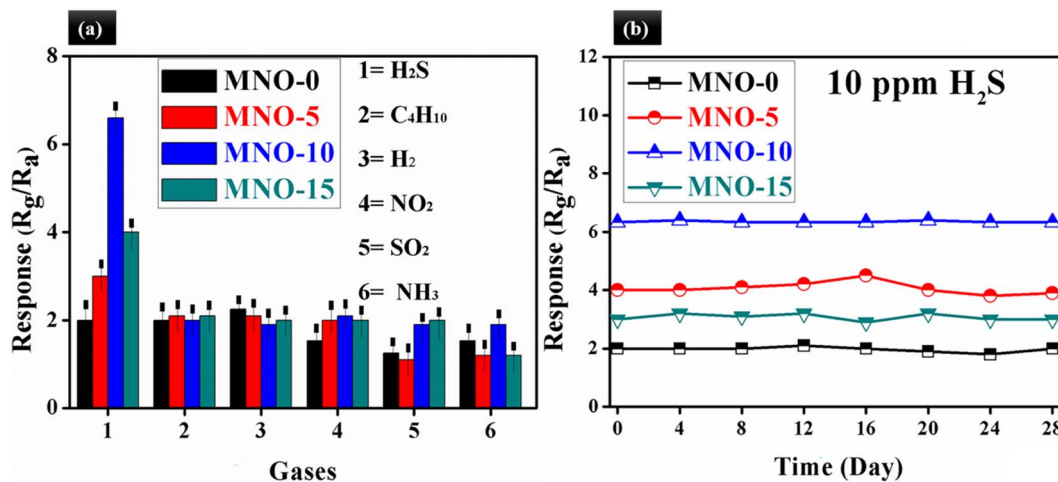 (a)
8
6
4
2
0
Response (Rg/Ra)
MNO-0
MNO-5
MNO-10
MNO-15
1= H₂S
2= C₄H₁₀
3= H₂
4= NO₂
5= SO₂
6= NH₃
1 2 3 4 5 6
Gases
(b)
12
10
8
6
4
2
0
Response (Rg/Ra)
MNO-0
MNO-5
MNO-10
MNO-15
10 ppm H₂S
0 4 8 12 16 20 24 28
Time (Day)